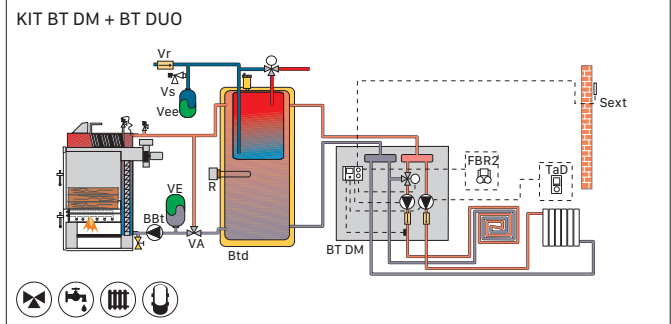 KIT BT DM + BT DUO
Vr
Vs
Vee
Sext
FBR2
TaD
R
VE
BBt
VA
BT DM
Btd